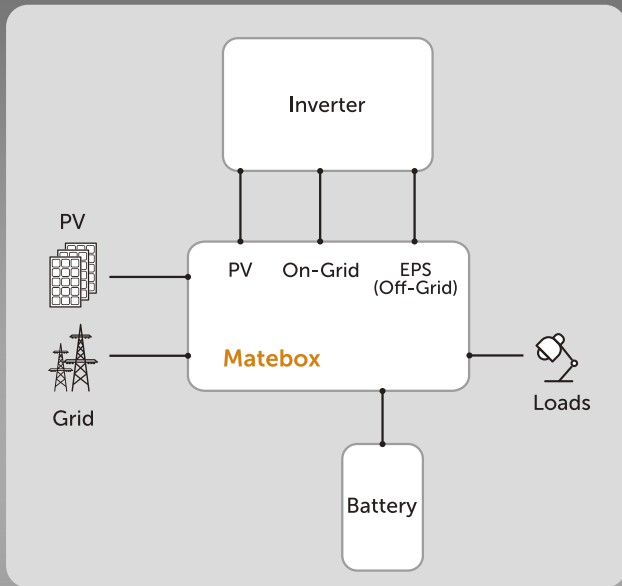 Inverter
PV
PV
On-Grid
EPS
(Off-Grid)
Matebox
Grid
Loads
Battery